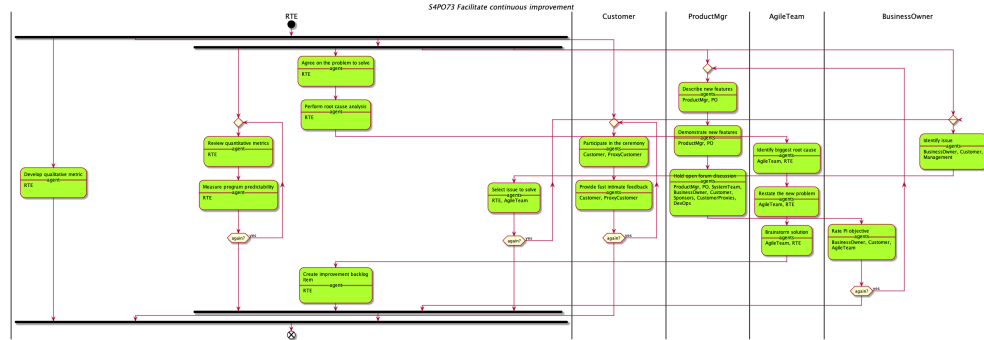 S4PO73 Facilitate continuous improvement
RTE
Customer
ProductMgr
AgileTeam
BusinessOwner
Agree on the problem to solve
agent
RTE
Describe new features
agents
ProductMgr, PO
Perform root cause analysis
agent
RTE
Review quantitative metrics
agent
RTE
Participate in the ceremony
agents
Customer, ProxyCustomer
Demonstrate new features
agents
ProductMgr, PO
Identify biggest root cause
agents
AgileTeam, RTE
Identify issue
agents
BusinessOwner, Customer,
Management
Develop qualitative metric
agent
RTE
Measure program predictability
agent
RTE
Select issue to solve
agents
RTE, AgileTeam
Provide fast intimate feedback
agents
Customer, ProxyCustomer
Hold open forum discussion
agents
ProductMgr, PO, SystemTeam,
BusinessOwner, Customer,
Sponsors, CustomerProxies,
DevOps
Restate the new problem
agents
AgileTeam, RTE
again?
yes
again?
again?
yes
Brainstorm solution
agents
AgileTeam, RTE
Rate PI objective
agents
BusinessOwner, Customer,
AgileTeam
Create improvement backlog
item
agent
RTE
again?
yes